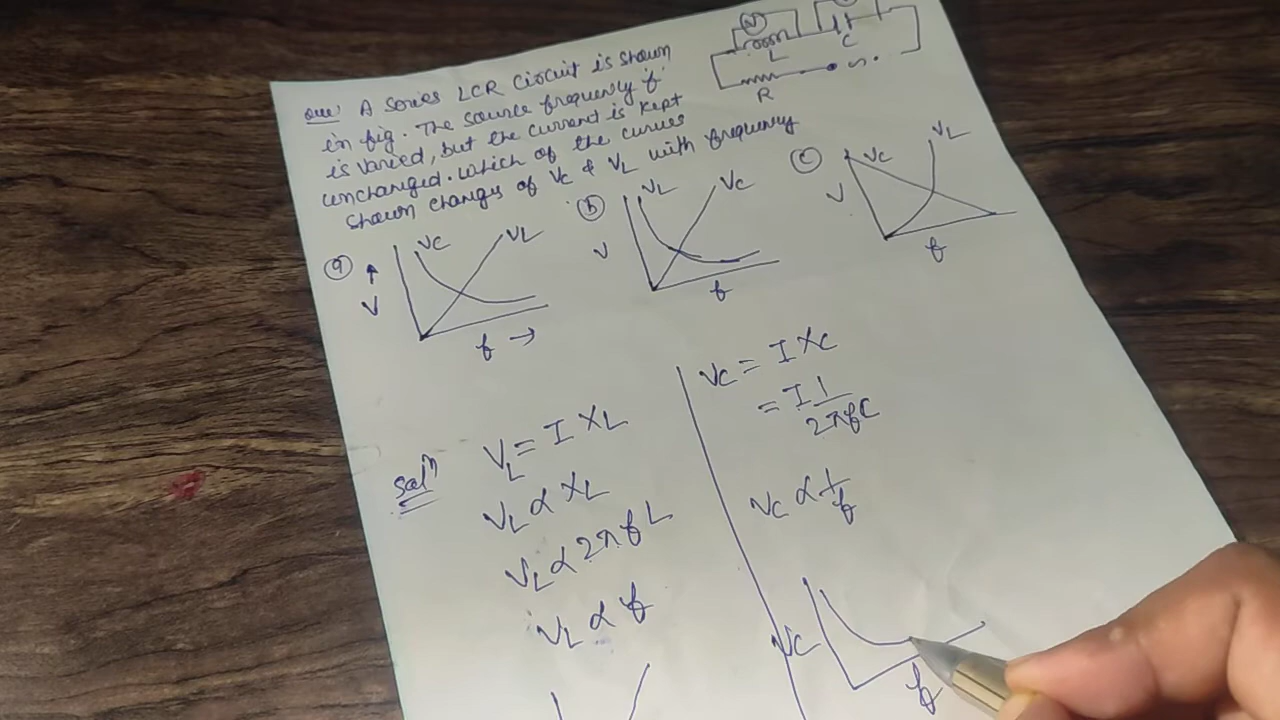 Que A Series LCR Circuit is shown
in fig. The source frequency f
is varied, but the current is kept
unchanged. Which of the curves
shown changes of VC & VL with frequency
L
C
R
~
(a)
V
VC
VL
f →
(b)
V
VL
VC
f
(c)
V
VC
VL
f
Solⁿ
VL = I XL
VL ∝ XL
VL ∝ 2πfL
VL ∝ f
VC = I XC
= I 1/2πfC
VC ∝ 1/f
VC
f